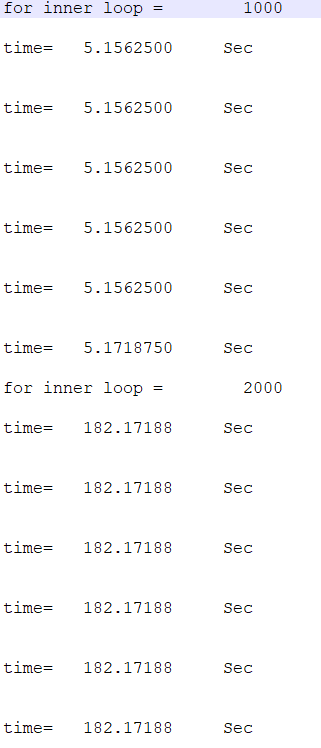 for inner loop =        1000
time=   5.1562500     Sec
time=   5.1562500     Sec
time=   5.1562500     Sec
time=   5.1562500     Sec
time=   5.1562500     Sec
time=   5.1718750     Sec
for inner loop =        2000
time=   182.17188     Sec
time=   182.17188     Sec
time=   182.17188     Sec
time=   182.17188     Sec
time=   182.17188     Sec
time=   182.17188     Sec